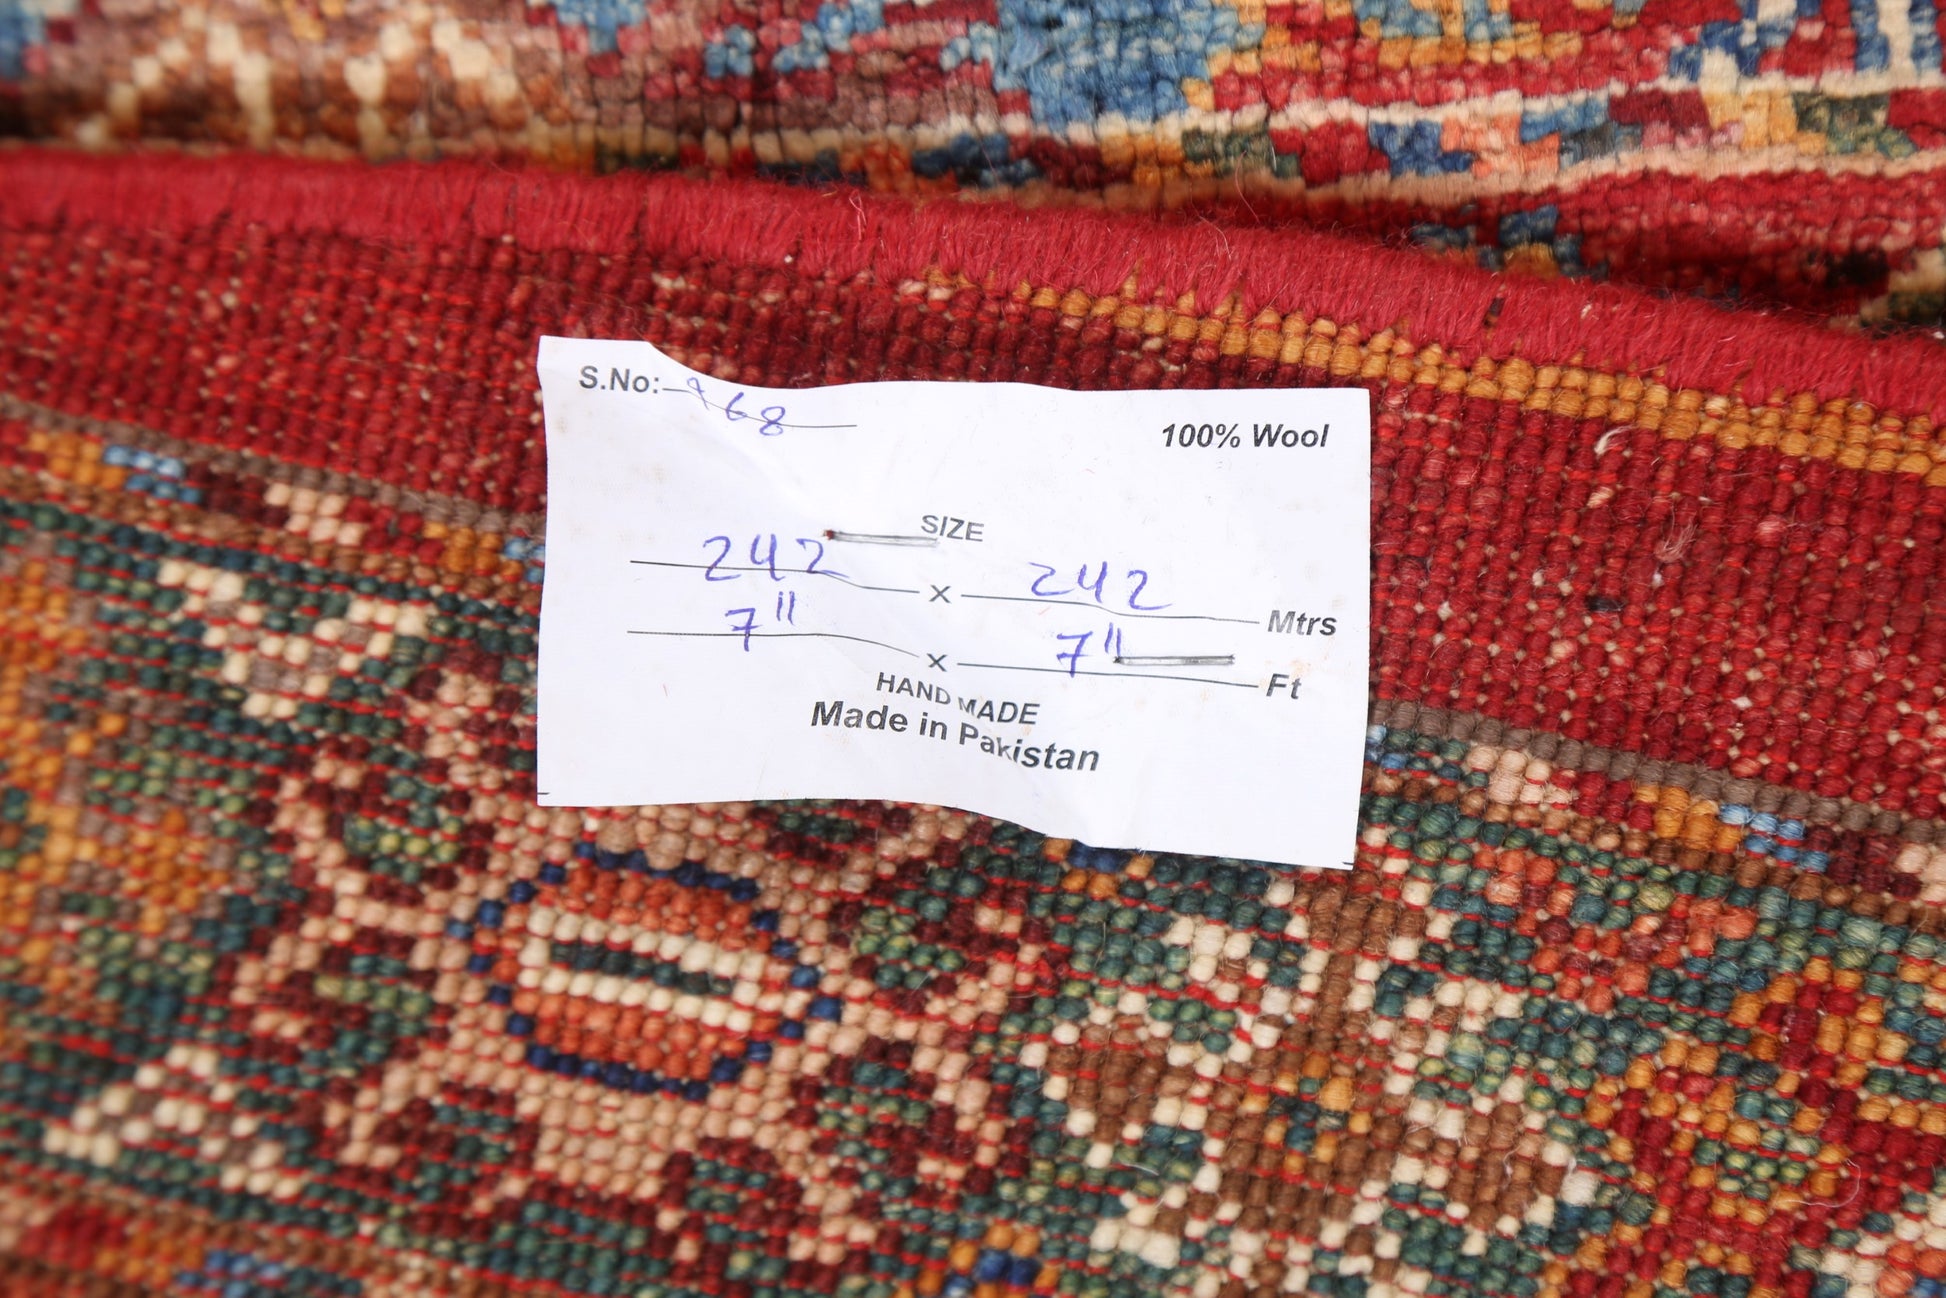 S.No: 968
100% Wool
SIZE
242 x 242 Mtrs
7" x 7" Ft
HAND MADE
Made in Pakistan